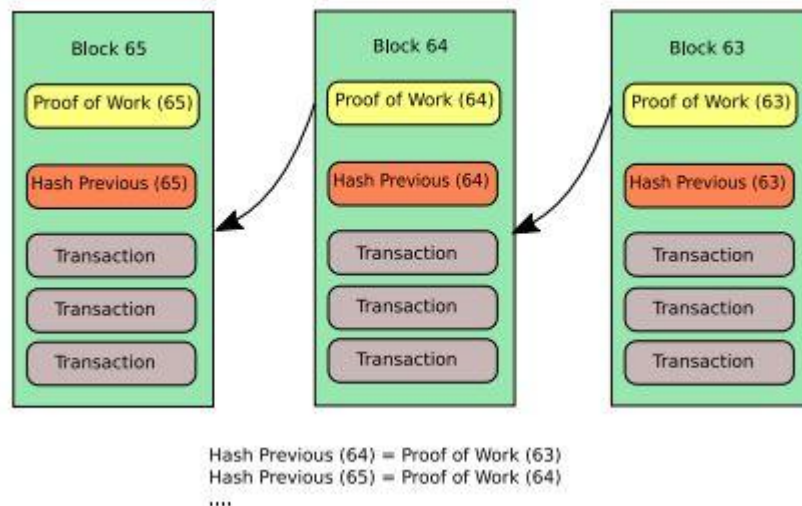 Block 65
Proof of Work (65)
Hash Previous (65)
Transaction
Transaction
Transaction
Block 64
Proof of Work (64)
Hash Previous (64)
Transaction
Transaction
Transaction
Block 63
Proof of Work (63)
Hash Previous (63)
Transaction
Transaction
Transaction
Hash Previous (64) = Proof of Work (63)
Hash Previous (65) = Proof of Work (64)
....